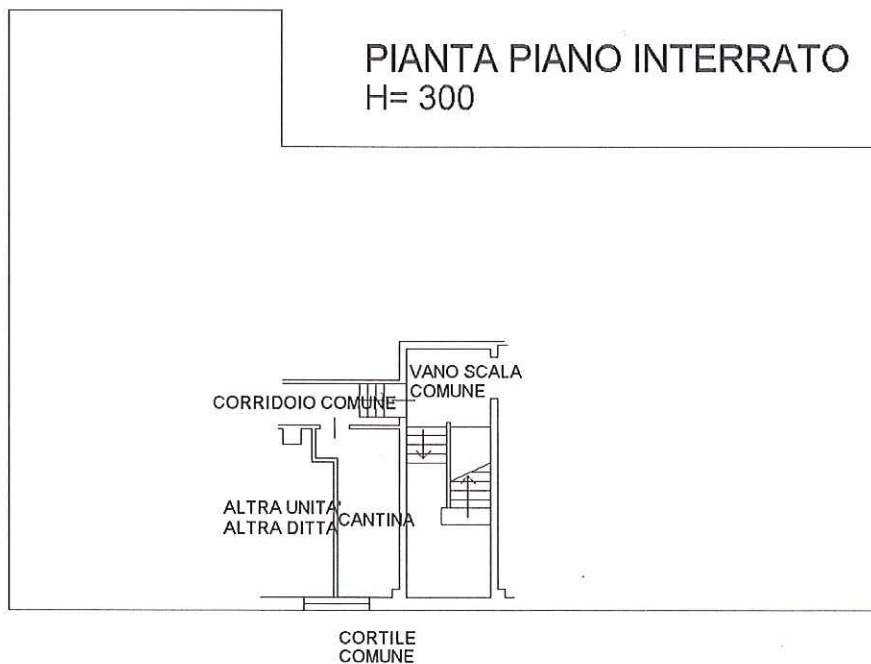 PIANTA PIANO INTERRATO
H= 300
VANO SCALA
COMUNE
CORRIDOIO COMUNE
ALTRA UNITA'
ALTRA DITTA
CANTINA
CORTILE
COMUNE